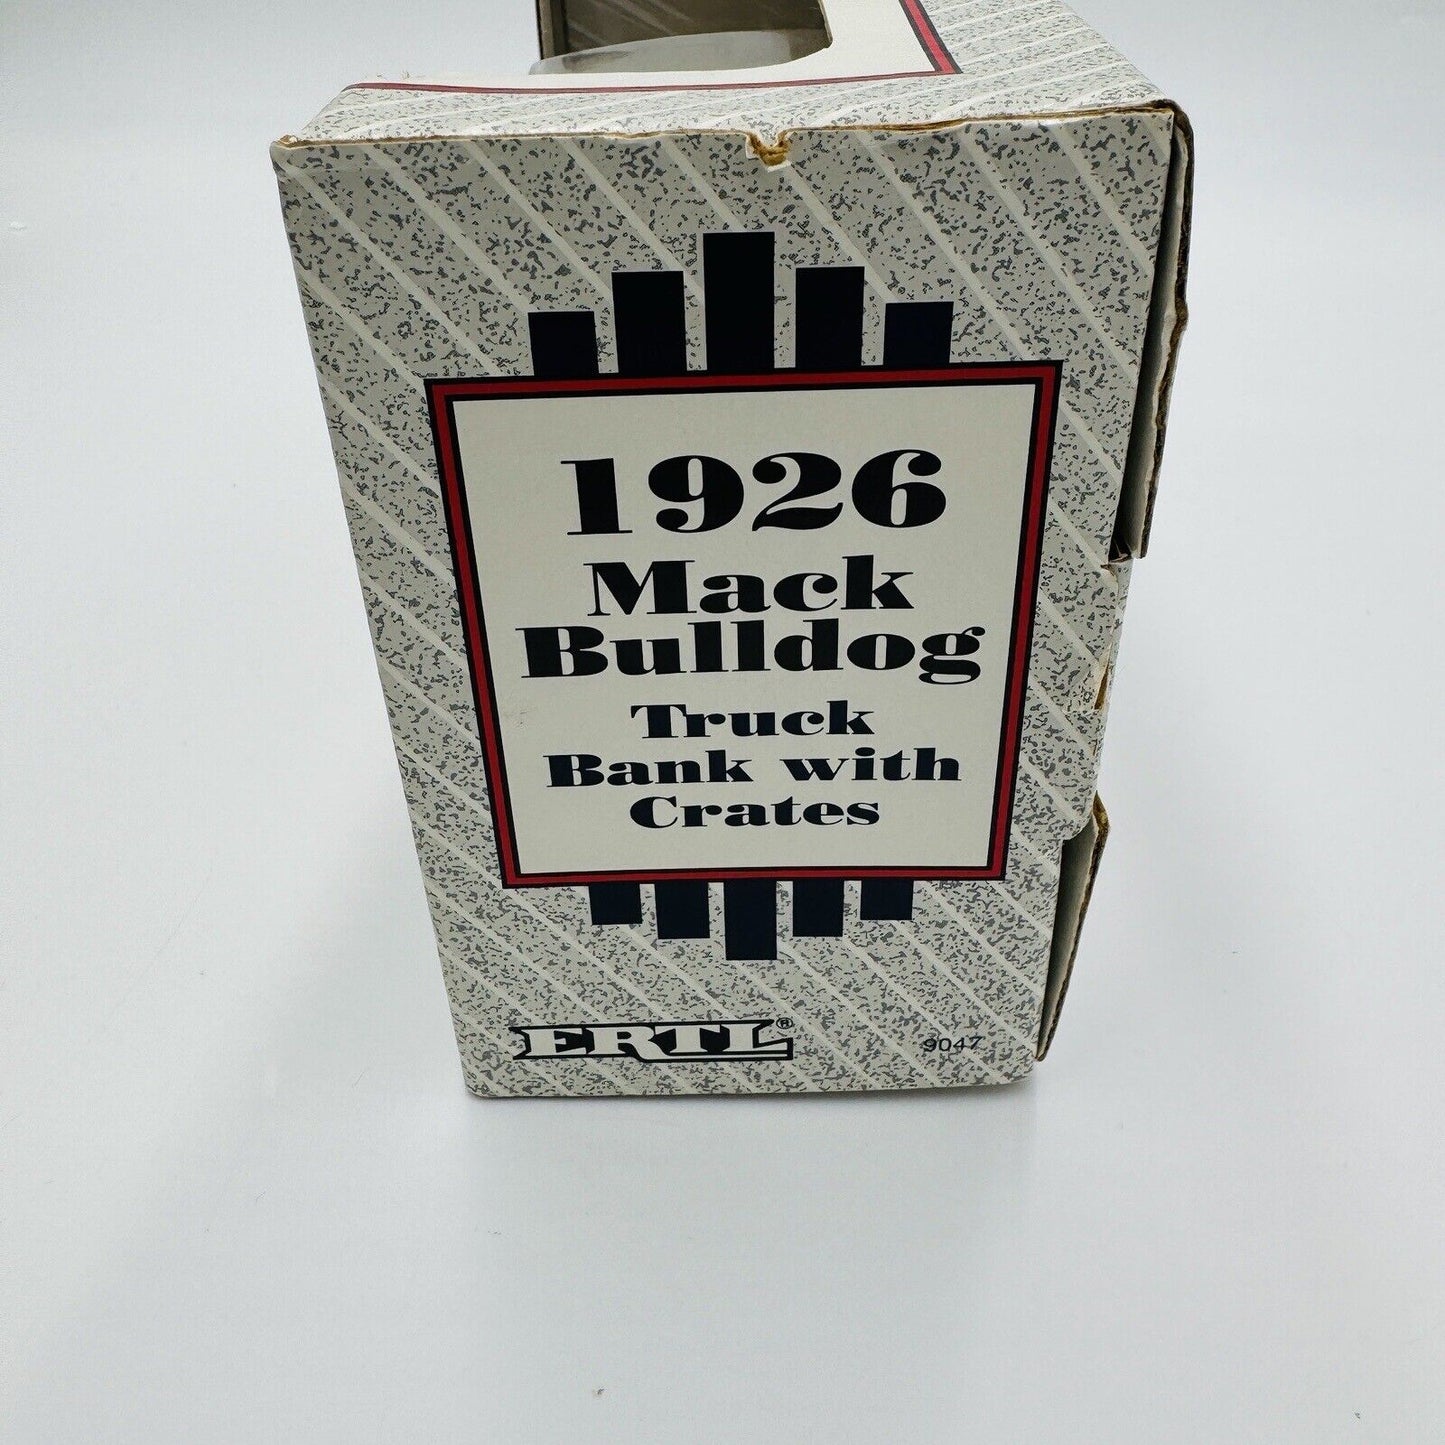 1926
Mack
Bulldog
Truck
Bank with
Crates
ERTL®
9047